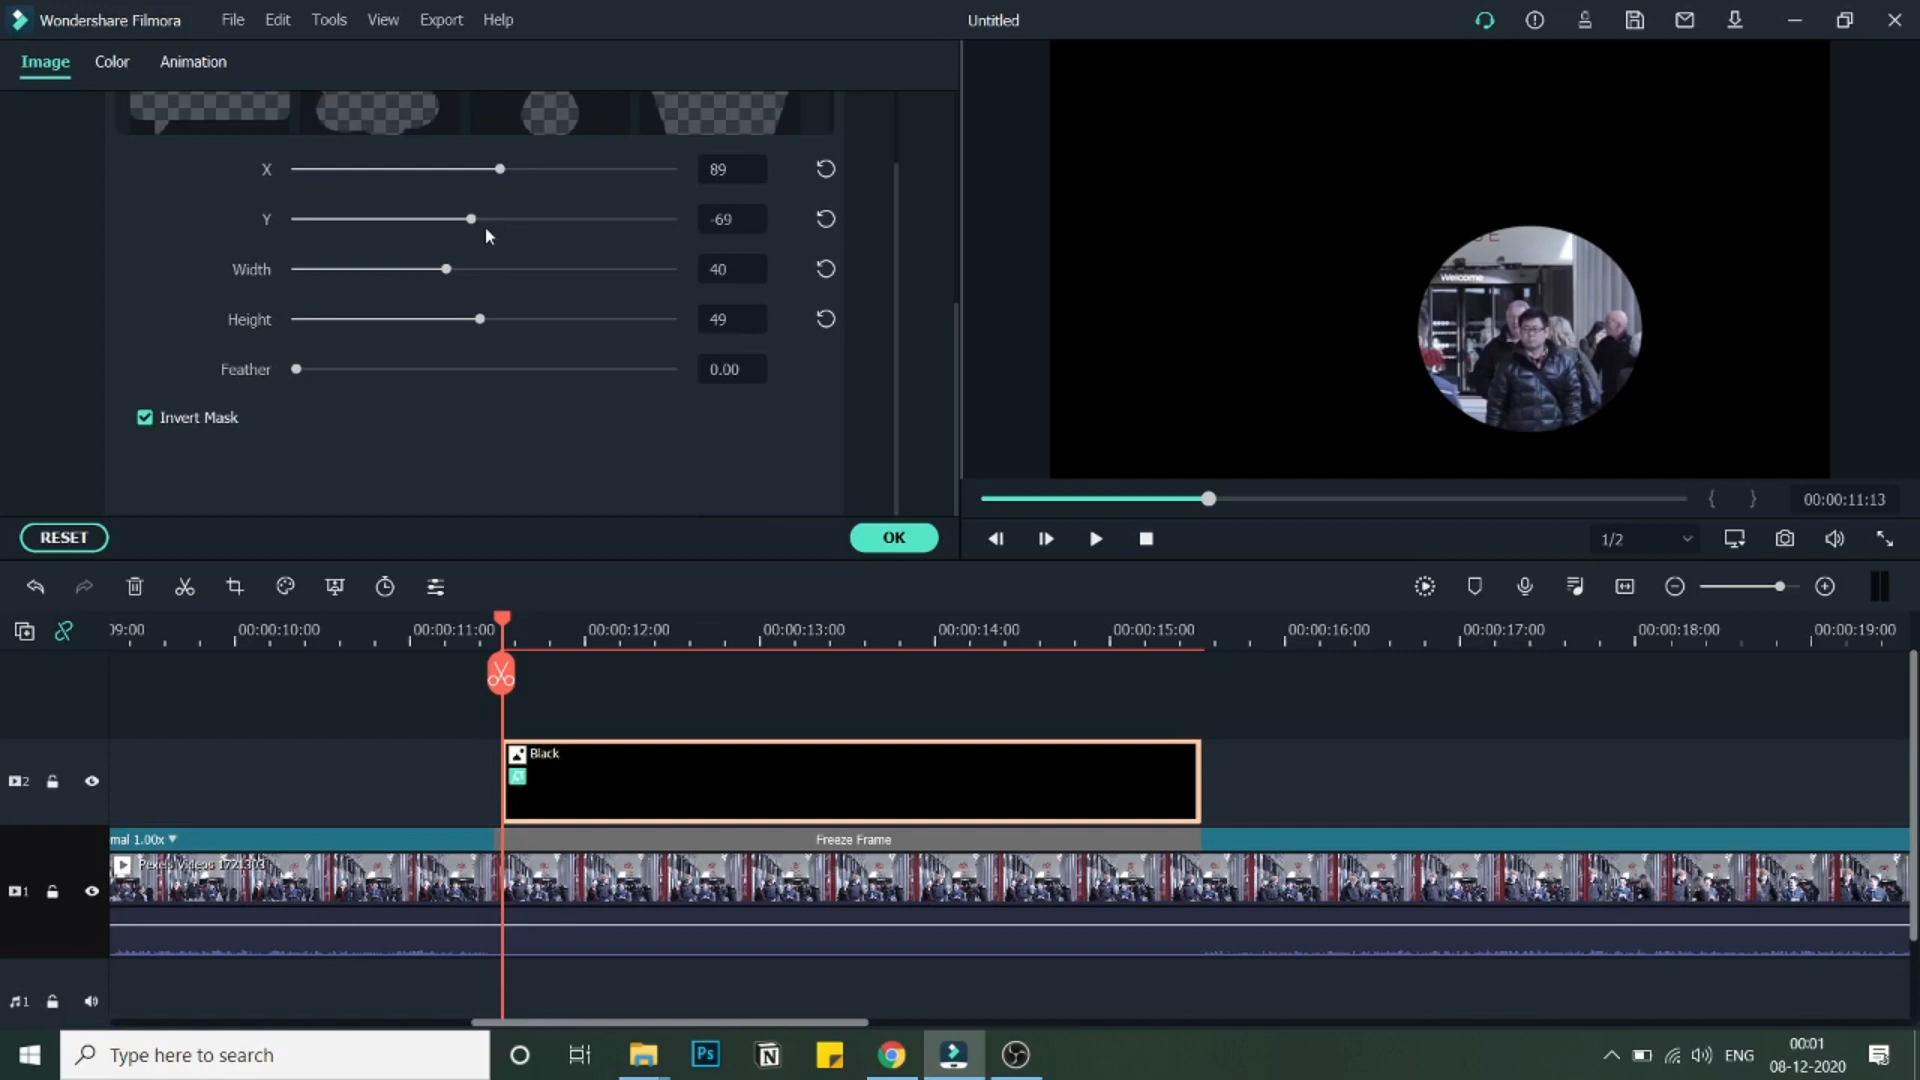 Wondershare Filmora
File
Edit
Tools
View
Export
Help
Untitled
Image
Color
Animation
X
89
Y
-69
Width
40
Height
49
Feather
0.00
Invert Mask
RESET
OK
Welcome
00:00:11:13
1/2
09:00
00:00:10:00
00:00:11:00
00:00:12:00
00:00:13:00
00:00:14:00
00:00:15:00
00:00:16:00
00:00:17:00
00:00:18:00
00:00:19:00
Black
2
mal 1.00x
Freeze Frame
Pexels Videos 1721303
1
1
Type here to search
Ps
N
ENG
00:01
08-12-2020